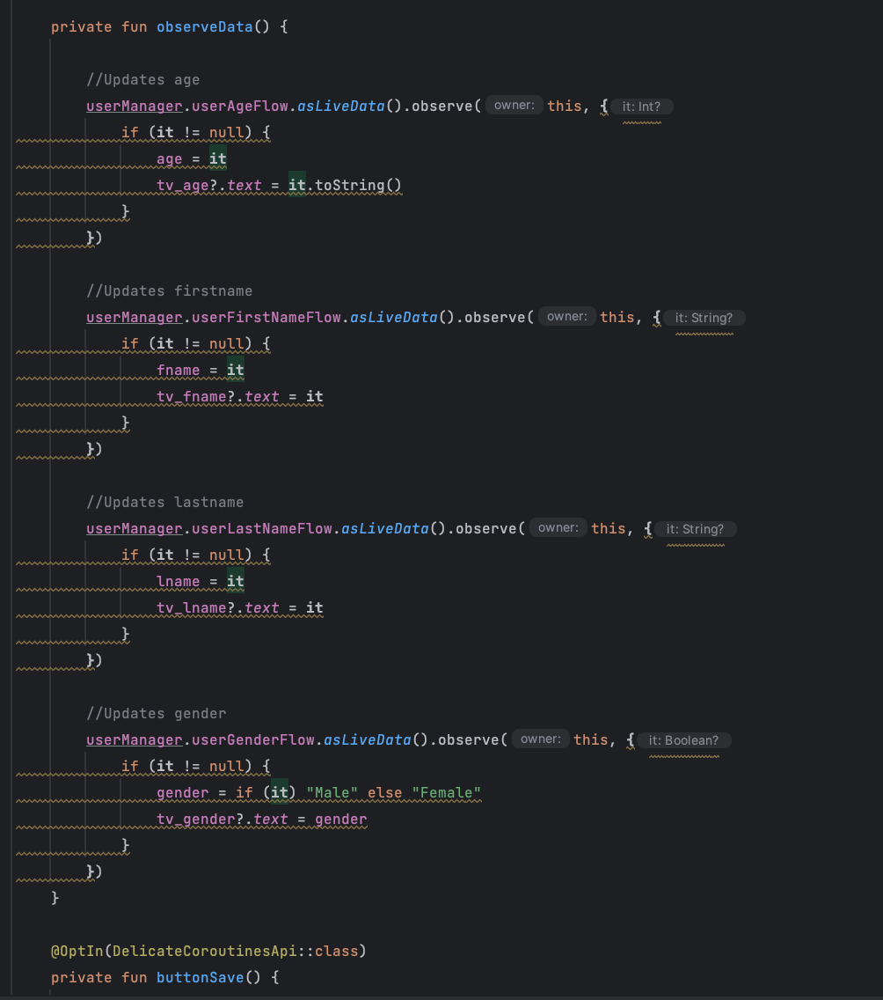 private fun observeData() {
//Updates age
userManager.userAgeFlow.asLiveData().observe( owner: this, { it: Int?
if (it != null) {
age = it
tv_age?.text = it.toString()
}
})
//Updates firstname
userManager.userFirstNameFlow.asLiveData().observe( owner: this, { it: String?
if (it != null) {
fname = it
tv_fname?.text = it
}
})
//Updates lastname
userManager.userLastNameFlow.asLiveData().observe( owner: this, { it: String?
if (it != null) {
lname = it
tv_lname?.text = it
}
})
//Updates gender
userManager.userGenderFlow.asLiveData().observe( owner: this, { it: Boolean?
if (it != null) {
gender = if (it) "Male" else "Female"
tv_gender?.text = gender
}
})
}
@OptIn(DelicateCoroutinesApi::class)
private fun buttonSave() {